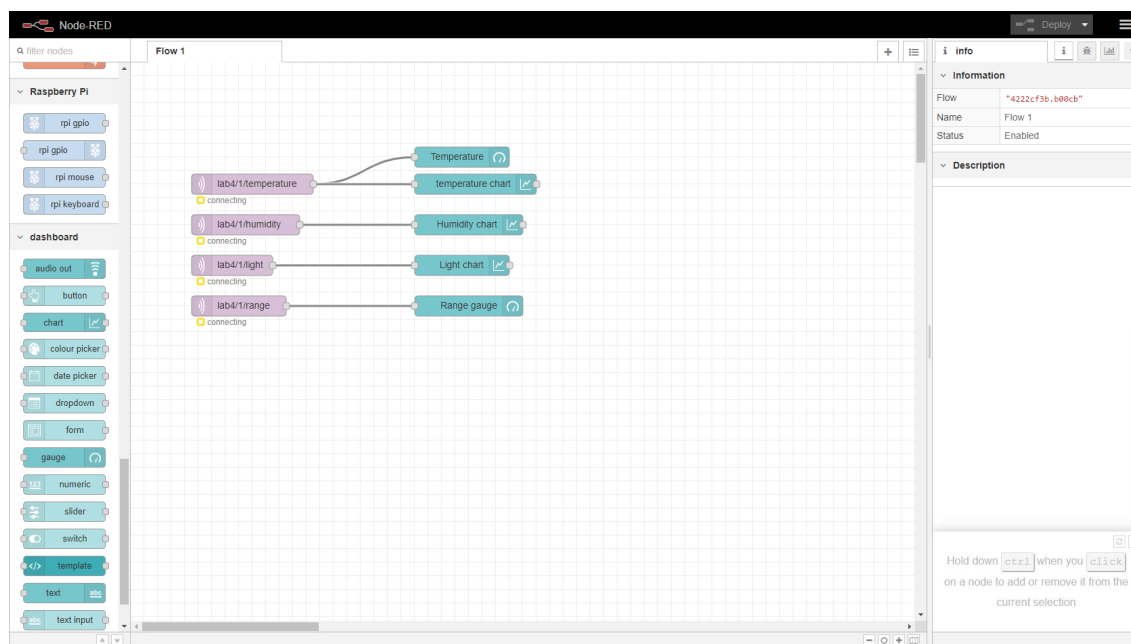 Node-RED
Deploy
filter nodes
Flow 1
i info
i
Raspberry Pi
rpi gpio
rpi gpio
rpi mouse
rpi keyboard
dashboard
audio out
button
chart
colour picker
date picker
dropdown
form
gauge
123 numeric
slider
switch
</> template
text abc
abc text input
lab4/1/temperature
connecting
Temperature
temperature chart
lab4/1/humidity
connecting
Humidity chart
lab4/1/light
connecting
Light chart
lab4/1/range
connecting
Range gauge
Information
Flow "4222cf3b.b00cb"
Name Flow 1
Status Enabled
Description
Hold down ctrl when you click
on a node to add or remove it from the
current selection